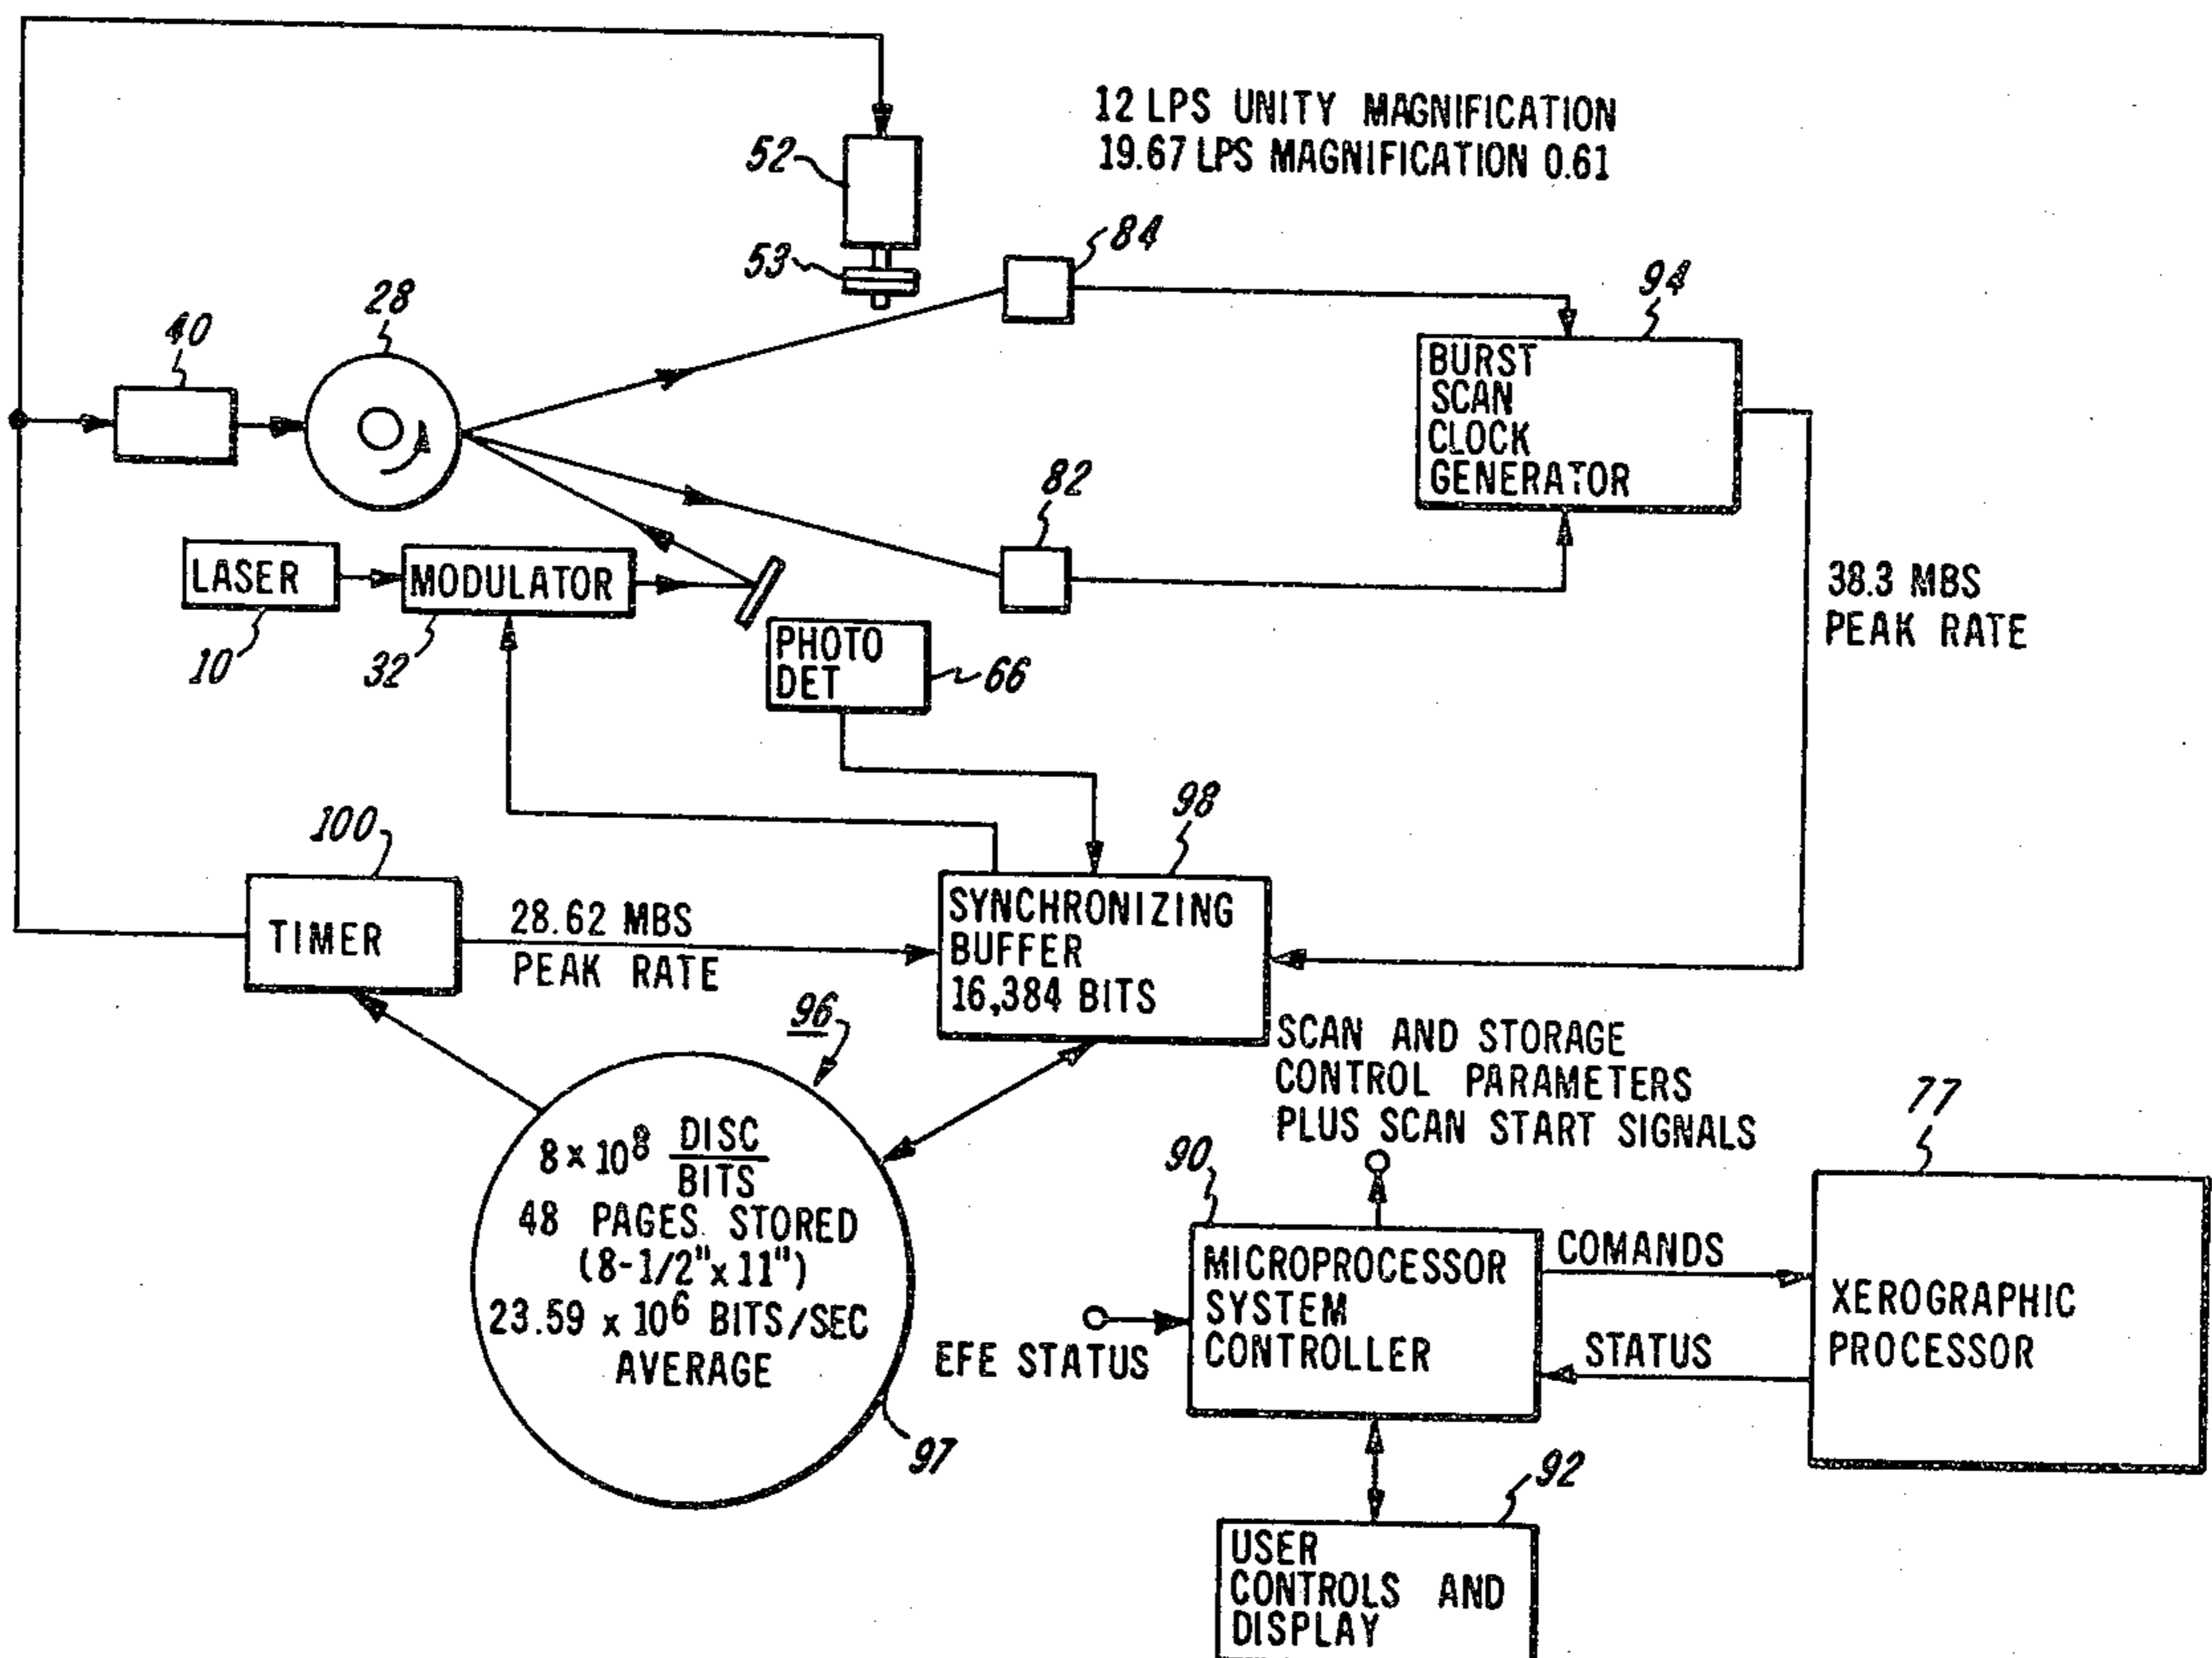 12 LPS UNITY MAGNIFICATION
19.67 LPS MAGNIFICATION 0.61
52
53
84
94
28
40
BURST
SCAN
CLOCK
GENERATOR
82
LASER
MODULATOR
10
32
PHOTO
DET
66
38.3 MBS
PEAK RATE
98
100
TIMER
28.62 MBS
PEAK RATE
SYNCHRONIZING
BUFFER
16,384 BITS
96
SCAN AND STORAGE
CONTROL PARAMETERS
PLUS SCAN START SIGNALS
77
8 x 10⁸ DISC
BITS
48 PAGES STORED
(8-1/2" x 11")
23.59 x 10⁶ BITS/SEC
AVERAGE
97
90
MICROPROCESSOR
SYSTEM
CONTROLLER
EFE STATUS
COMANDS
STATUS
XEROGRAPHIC
PROCESSOR
92
USER
CONTROLS AND
DISPLAY